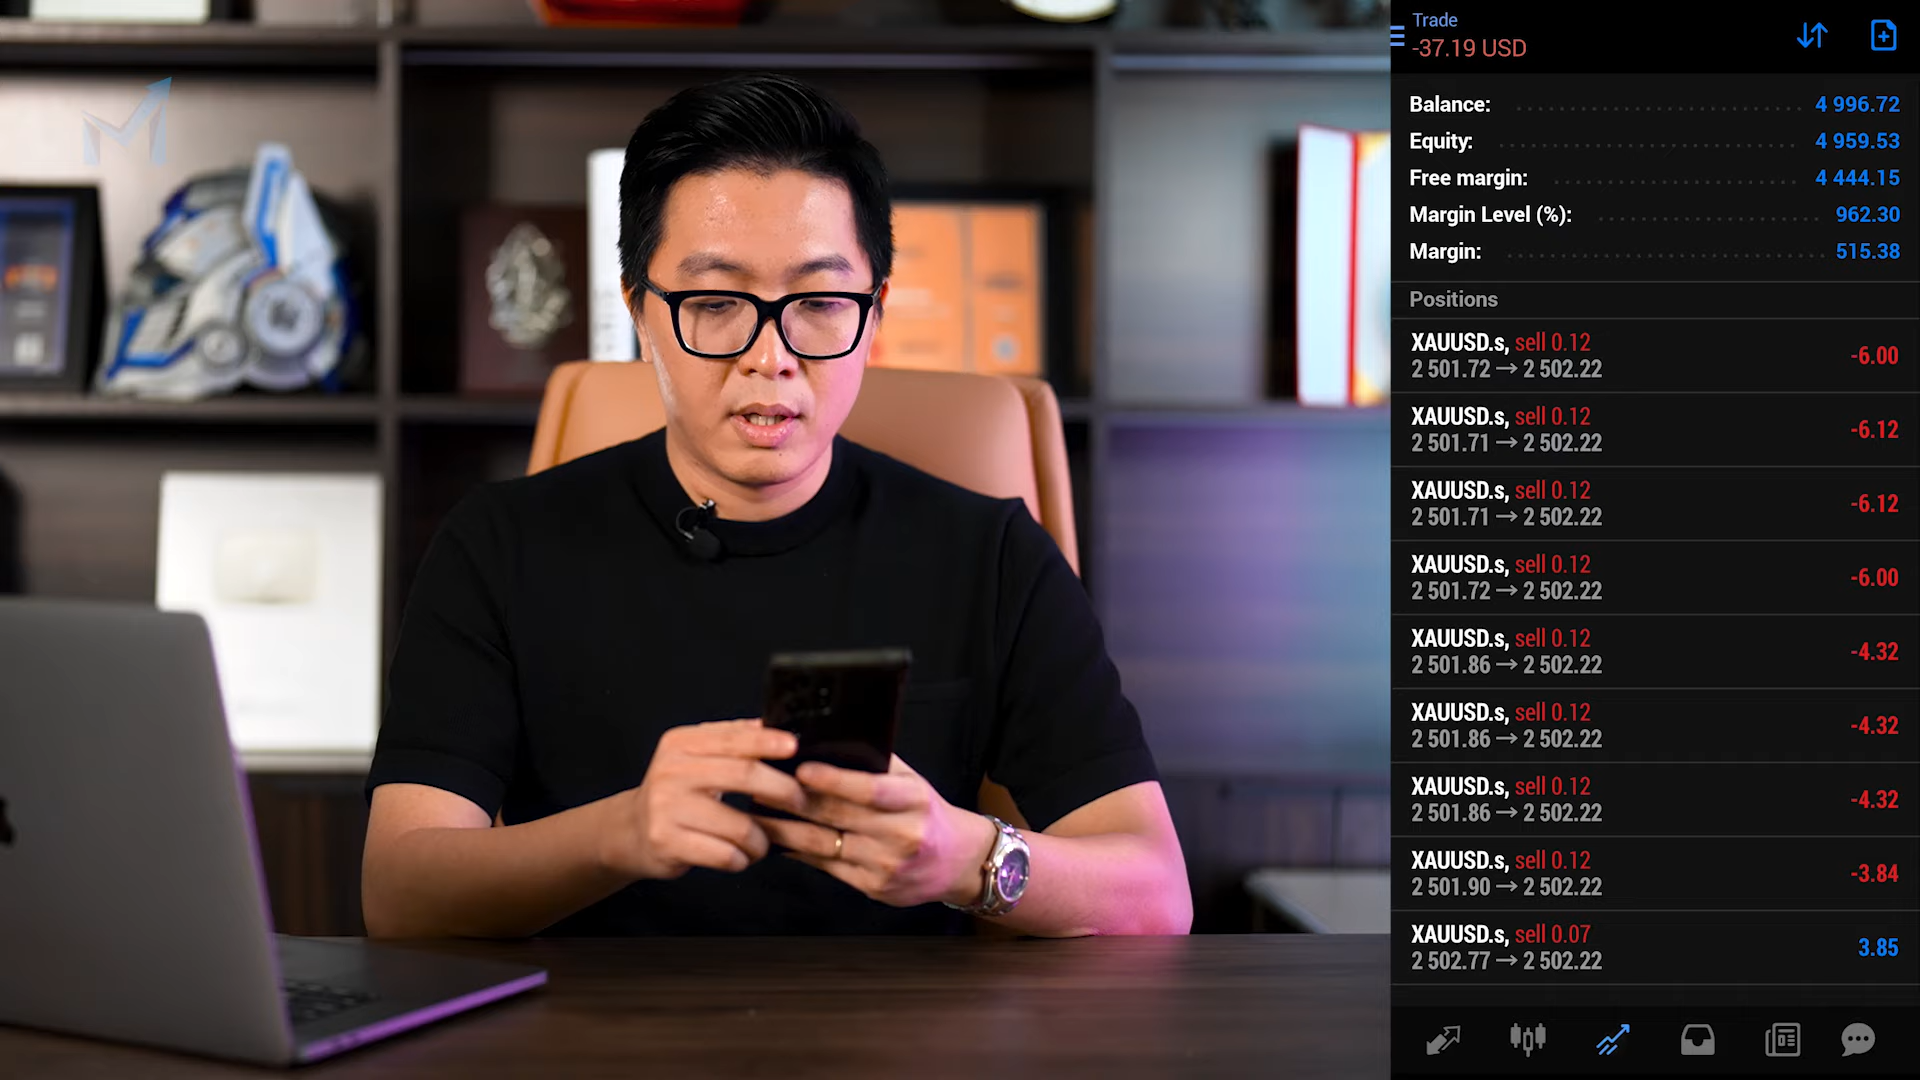 Trade
-37.19 USD
Balance: 4 996.72
Equity: 4 959.53
Free margin: 4 444.15
Margin Level (%): 962.30
Margin: 515.38
Positions
XAUUSD.s, sell 0.12
2 501.72 → 2 502.22
-6.00
XAUUSD.s, sell 0.12
2 501.71 → 2 502.22
-6.12
XAUUSD.s, sell 0.12
2 501.71 → 2 502.22
-6.12
XAUUSD.s, sell 0.12
2 501.72 → 2 502.22
-6.00
XAUUSD.s, sell 0.12
2 501.86 → 2 502.22
-4.32
XAUUSD.s, sell 0.12
2 501.86 → 2 502.22
-4.32
XAUUSD.s, sell 0.12
2 501.86 → 2 502.22
-4.32
XAUUSD.s, sell 0.12
2 501.90 → 2 502.22
-3.84
XAUUSD.s, sell 0.07
2 502.77 → 2 502.22
3.85